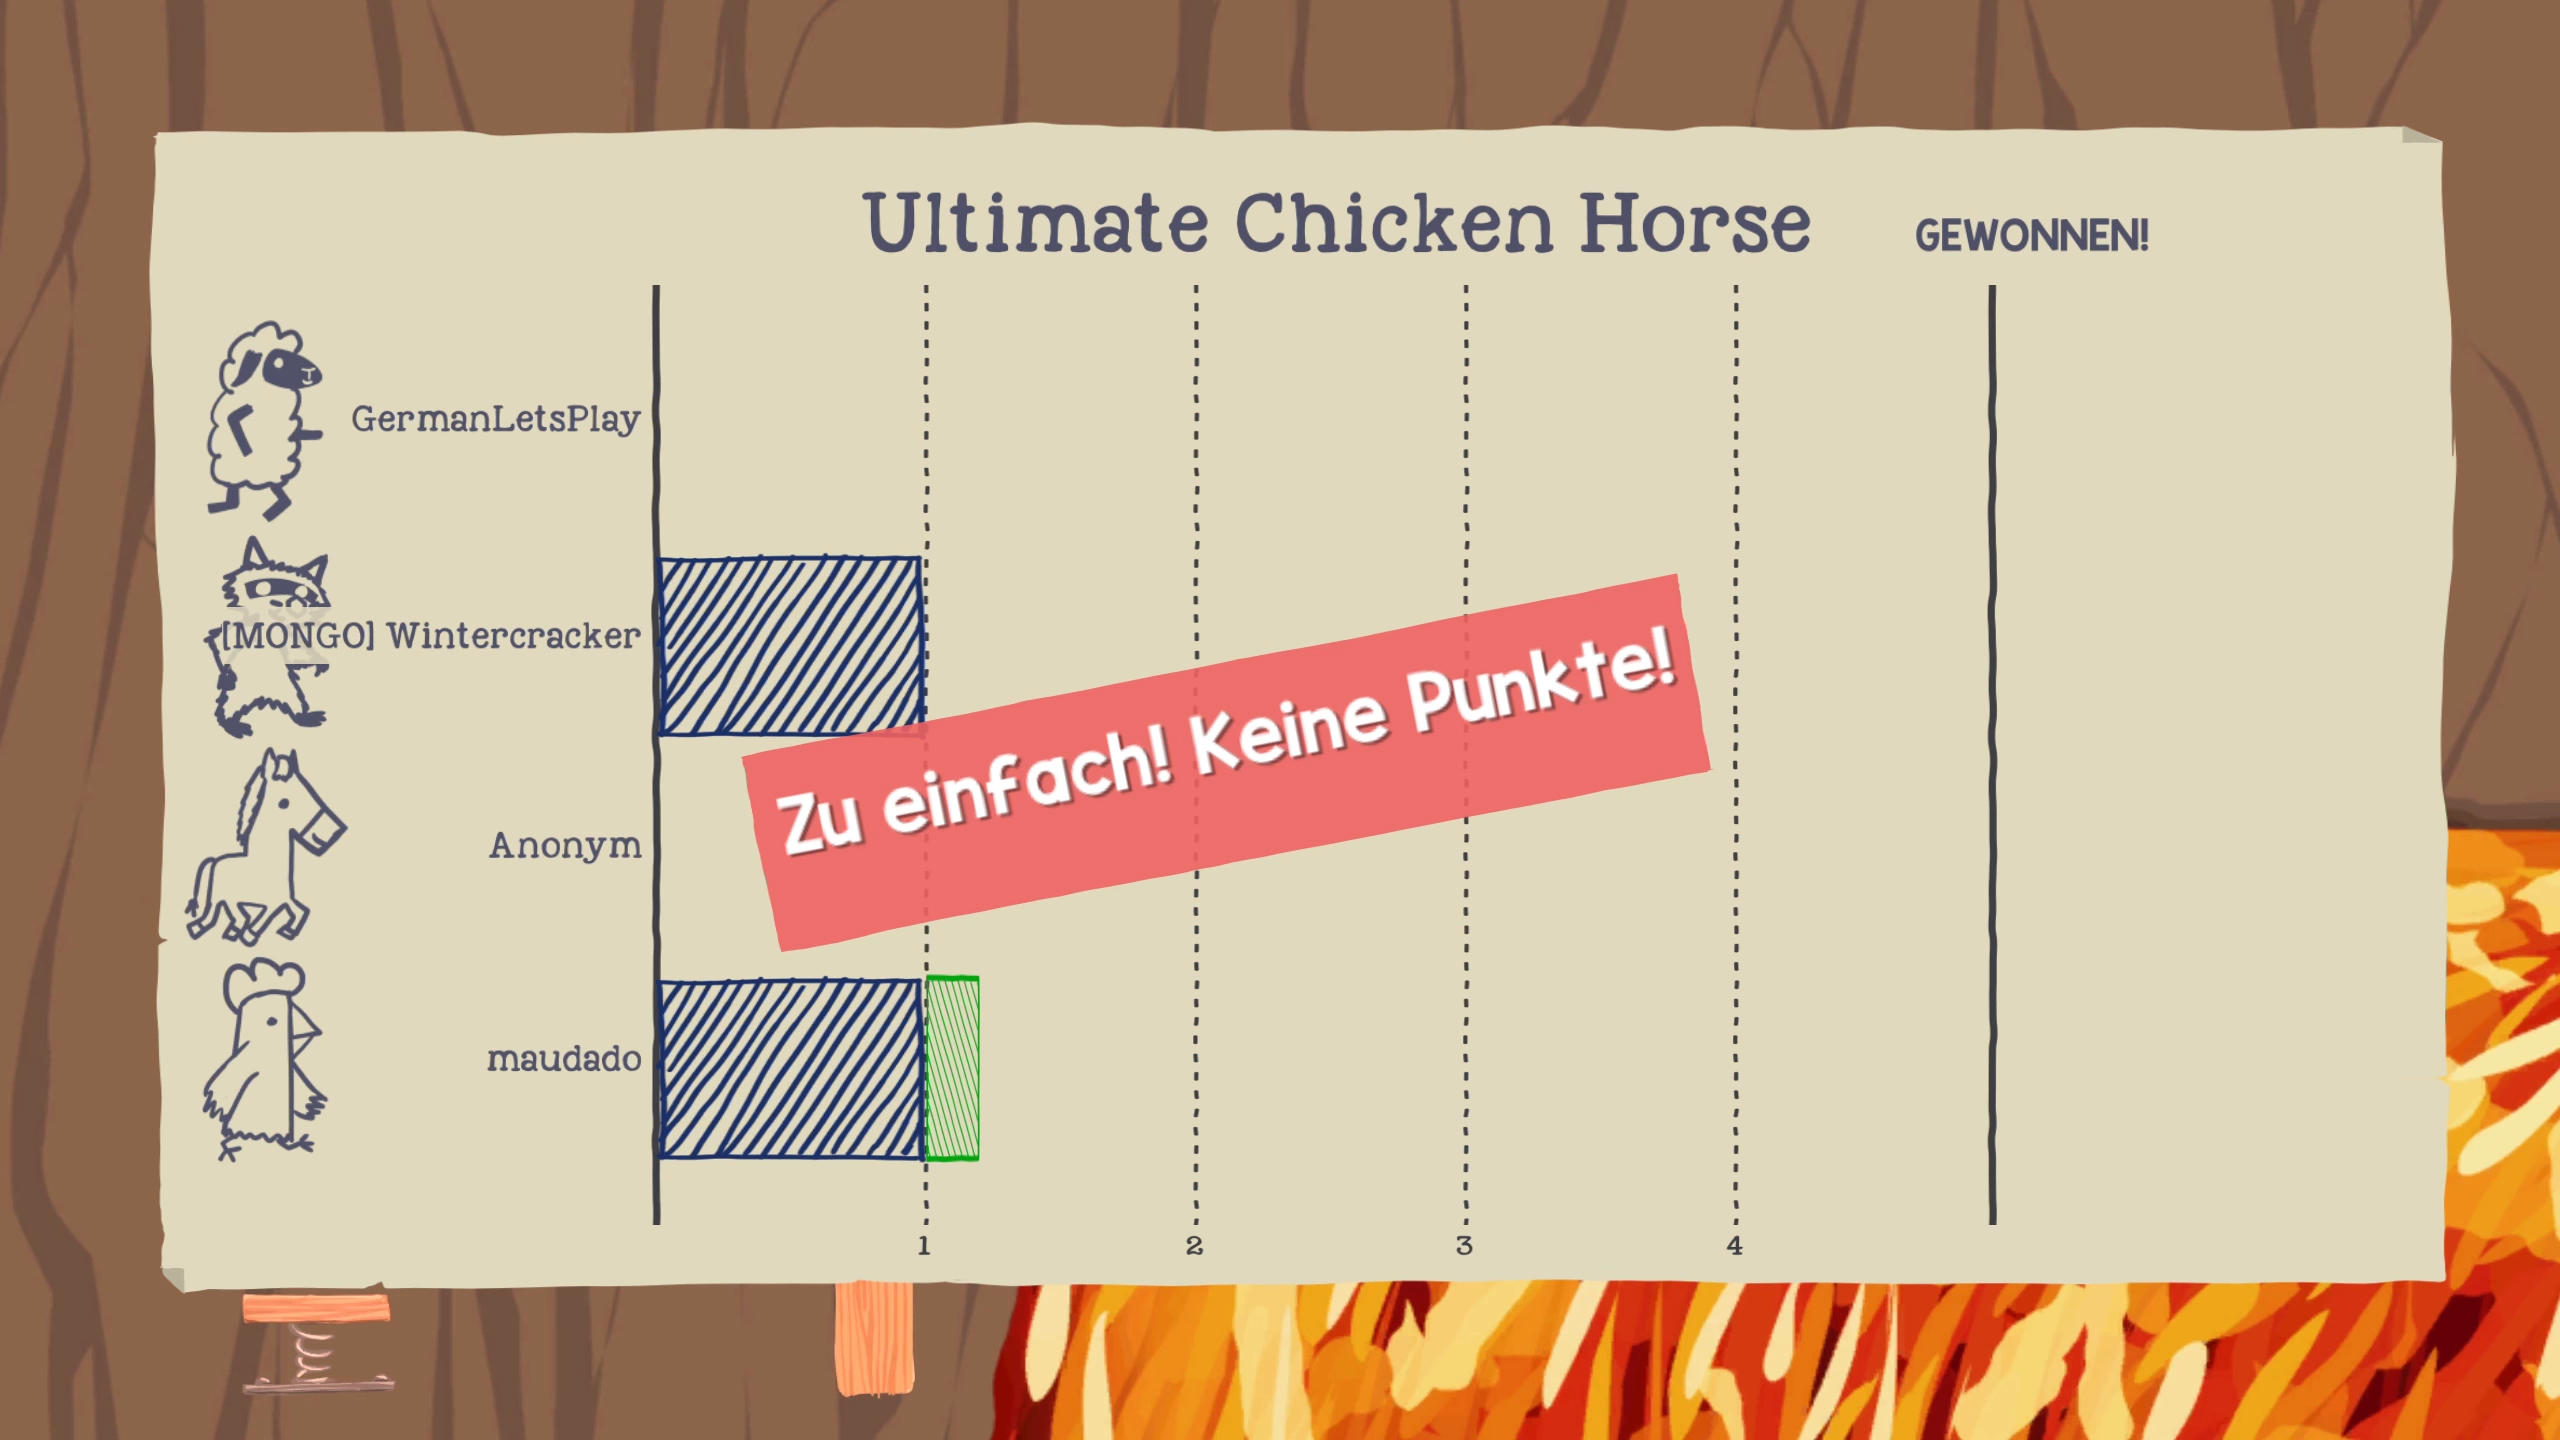 Ultimate Chicken Horse
GEWONNEN!
GermanLetsPlay
[MONGO] Wintercracker
Zu einfach! Keine Punkte!
Anonym
maudado
1 2 3 4